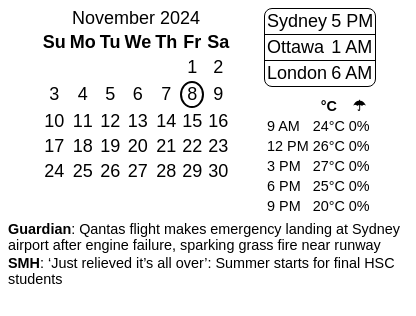 November 2024
Su Mo Tu We Th Fr Sa
1 2
3 4 5 6 7 8 9
10 11 12 13 14 15 16
17 18 19 20 21 22 23
24 25 26 27 28 29 30
Sydney 5 PM
Ottawa 1 AM
London 6 AM
°C ☂
9 AM 24°C 0%
12 PM 26°C 0%
3 PM 27°C 0%
6 PM 25°C 0%
9 PM 20°C 0%
Guardian: Qantas flight makes emergency landing at Sydney
airport after engine failure, sparking grass fire near runway
SMH: ‘Just relieved it’s all over’: Summer starts for final HSC
students